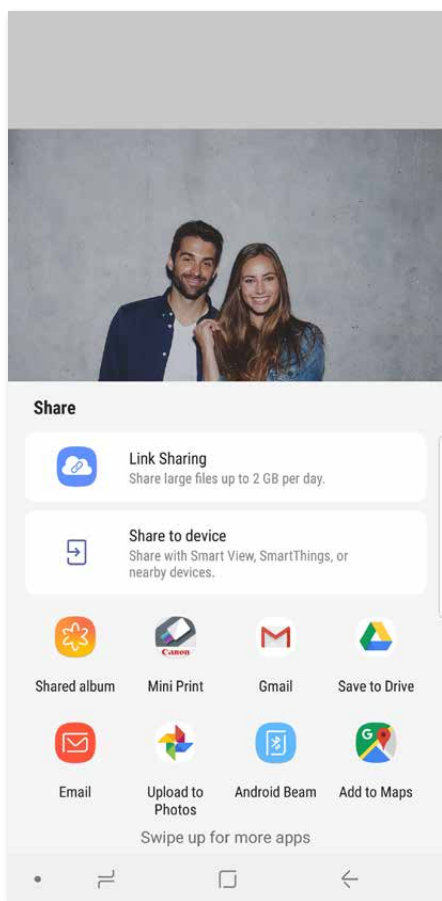 Share
Link Sharing
Share large files up to 2 GB per day.
Share to device
Share with Smart View, SmartThings, or
nearby devices.
Canon
Shared album Mini Print Gmail Save to Drive
G
Email Upload to Photos Android Beam Add to Maps
Swipe up for more apps